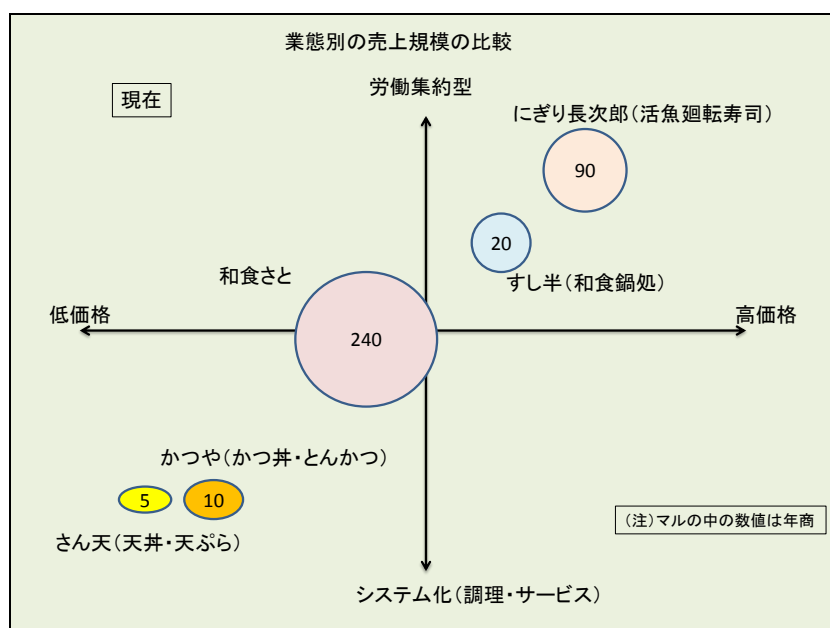 業態別の売上規模の比較
労働集約型
現在
にぎり長次郎(活魚廻転寿司)
90
20
すし半(和食鍋処)
和食さと
低価格
高価格
240
かつや(かつ丼・とんかつ)
5
10
さん天(天丼・天ぷら)
(注)マルの中の数値は年商
システム化(調理・サービス)